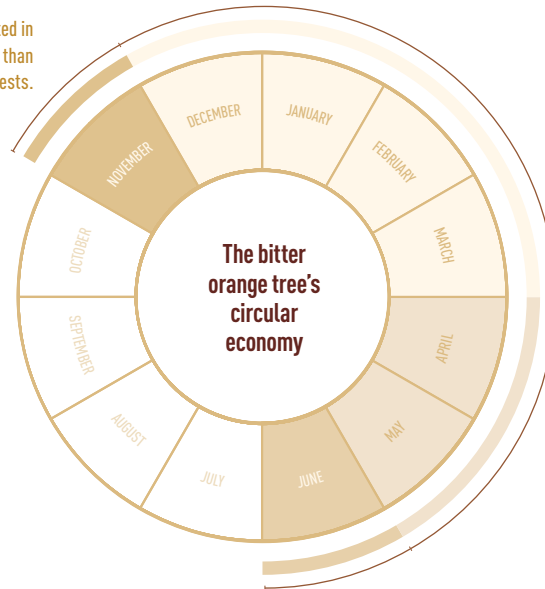 ed in
than
ests.
DECEMBER
JANUARY
FEBRUARY
MARCH
APRIL
MAY
JUNE
JULY
AUGUST
SEPTEMBER
OCTOBER
NOVEMBER
The bitter
orange tree's
circular
economy